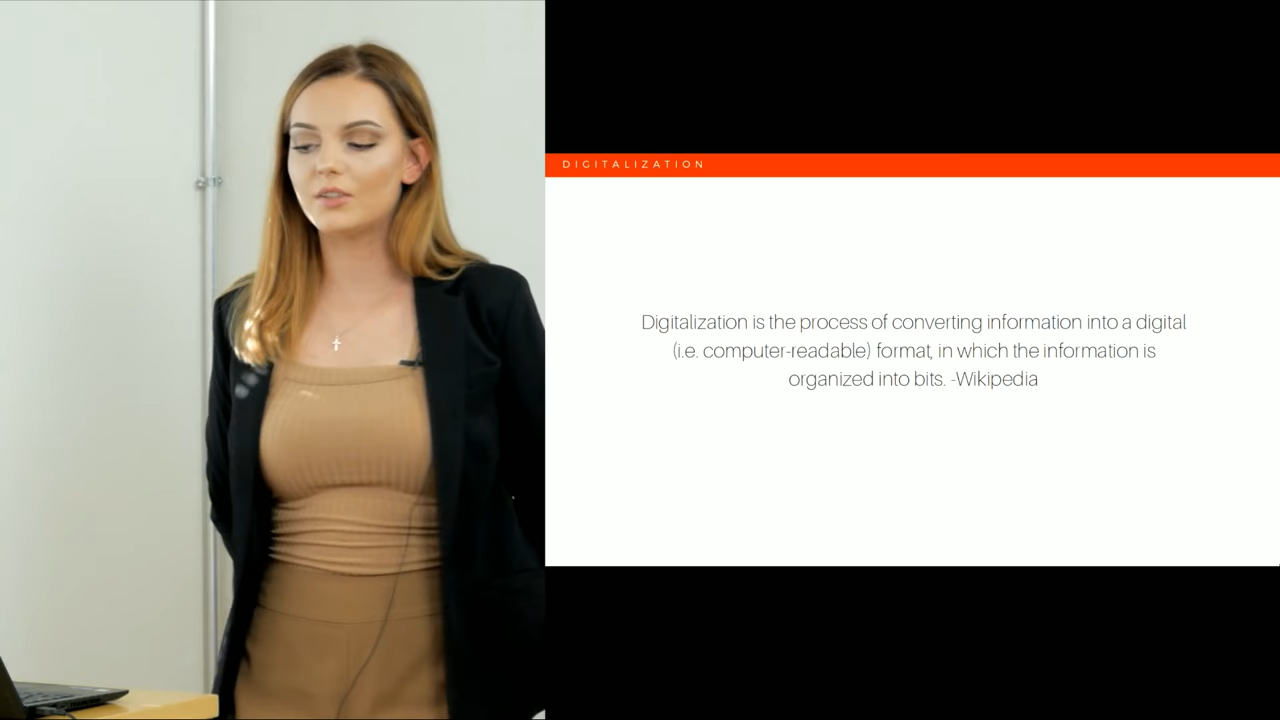 DIGITALIZATION
Digitalization is the process of converting information into a digital
(i.e. computer-readable) format, in which the information is
organized into bits. -Wikipedia